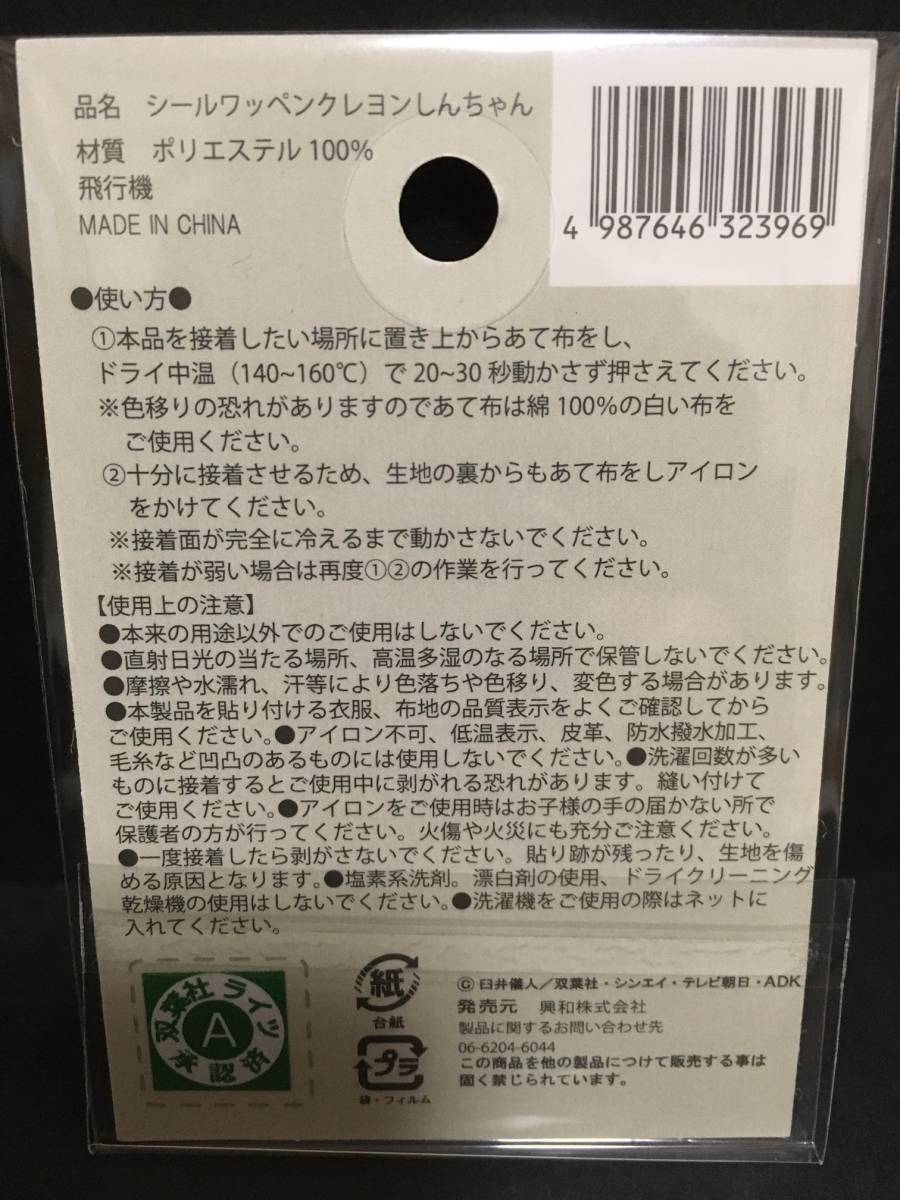 品名 シールワッペンクレヨンしんちゃん
材質 ポリエステル 100%
飛行機
MADE IN CHINA
4 987646 323969
●使い方●
①本品を接着したい場所に置き上からあて布をし、
ドライ中温（140~160℃）で 20~30 秒動かさず押さえてください。
※色移りの恐れがありますのであて布は綿 100%の白い布を
ご使用ください。
②十分に接着させるため、生地の裏からもあて布をしアイロン
をかけてください。
※接着面が完全に冷えるまで動かさないでください。
※接着が弱い場合は再度①②の作業を行ってください。
【使用上の注意】
●本来の用途以外でのご使用はしないでください。
●直射日光の当たる場所、高温多湿のなる場所で保管しないでください。
●摩擦や水濡れ、汗等により色落ちや色移り、変色する場合があります。
●本製品を貼り付ける衣服、布地の品質表示をよくご確認してから
ご使用ください。●アイロン不可、低温表示、皮革、防水撥水加工、
毛糸など凹凸のあるものには使用しないでください。●洗濯回数が多い
ものに接着するとご使用中に剥がれる恐れがあります。縫い付けて
ご使用ください。●アイロンをご使用時はお子様の手の届かない所で
保護者の方が行ってください。火傷や火災にも充分ご注意ください。
●一度接着したら剥がさないでください。貼り跡が残ったり、生地を傷
める原因となります。●塩素系洗剤。漂白剤の使用、ドライクリーニング
乾燥機の使用はしないでください。●洗濯機をご使用の際はネットに
入れてください。
双葉社 ライツ
A
承認済
紙
台紙
プラ
袋・フィルム
© 臼井儀人／双葉社・シンエイ・テレビ朝日・ADK
発売元 興和株式会社
製品に関するお問い合わせ先
06-6204-6044
この商品を他の製品につけて販売する事は
固く禁じられています。